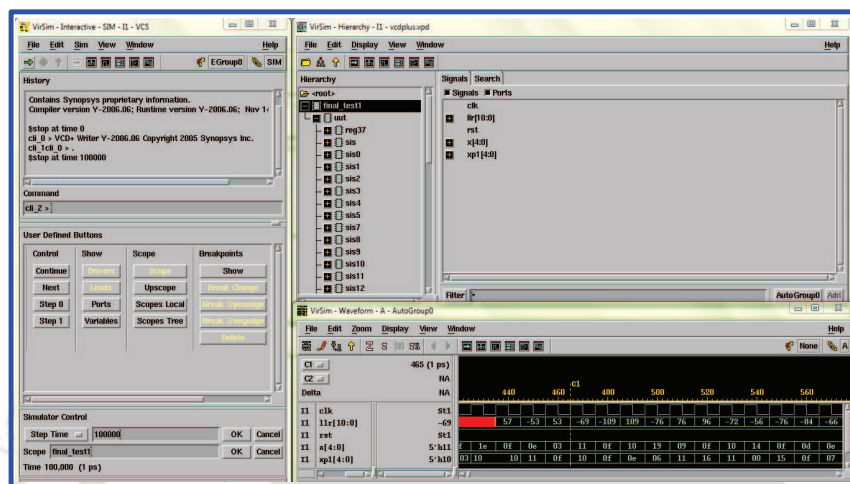 VirSim - Interactive - SIM - I1 - VCS
File Edit Sim View Window Help
EGroup0 SIM
History
Contains Synopsys proprietary information.
Compiler version Y-2006.06; Runtime version Y-2006.06; Nov 14
$stop at time 0
cli_0 > VCD+ Writer Y-2006.06 Copyright 2005 Synopsys Inc.
cli_1cli_0 > .
$stop at time 100000
Command
cli_2 >
User Defined Buttons
Control Show Scope Breakpoints
Continue Drivers Scope Show
Next Loads Upscope Break Change
Step 0 Ports Scopes Local Break @posedge
Step 1 Variables Scopes Tree Break @negedge
Delete
Simulator Control
Step Time 100000 OK Cancel
Scope final_test1 OK Cancel
Time 100,000 (1 ps)
VirSim - Hierarchy - I1 - vcdplus.vpd
File Edit Display View Window Help
Hierarchy
<root>
final_test1
uut
reg37
sis
sis0
sis1
sis2
sis3
sis4
sis5
sis7
sis8
sis9
sis10
sis11
sis12
Signals Search
Signals Ports
clk
llr[10:0]
rst
x[4:0]
xp1[4:0]
Filter * AutoGroup0 Add
VirSim - Waveform - A - AutoGroup0
File Edit Zoom Display View Window Help
None A
C1 465 (1 ps)
C2 NA
Delta NA
C1
440 460 480 500 520 540 560
I1 clk St1
I1 llr[10:0] -69 57 -53 53 -69 -109 109 -76 76 96 -72 -56 -76 -84 -66
I1 rst St1
I1 x[4:0] 5'h11 f 1e 0f 0e 03 11 0f 10 19 09 0f 10 14 0f 0d 0e
I1 xp1[4:0] 5'h10 03 10 10 11 0f 10 0f 0e 06 11 16 11 00 15 0f 07